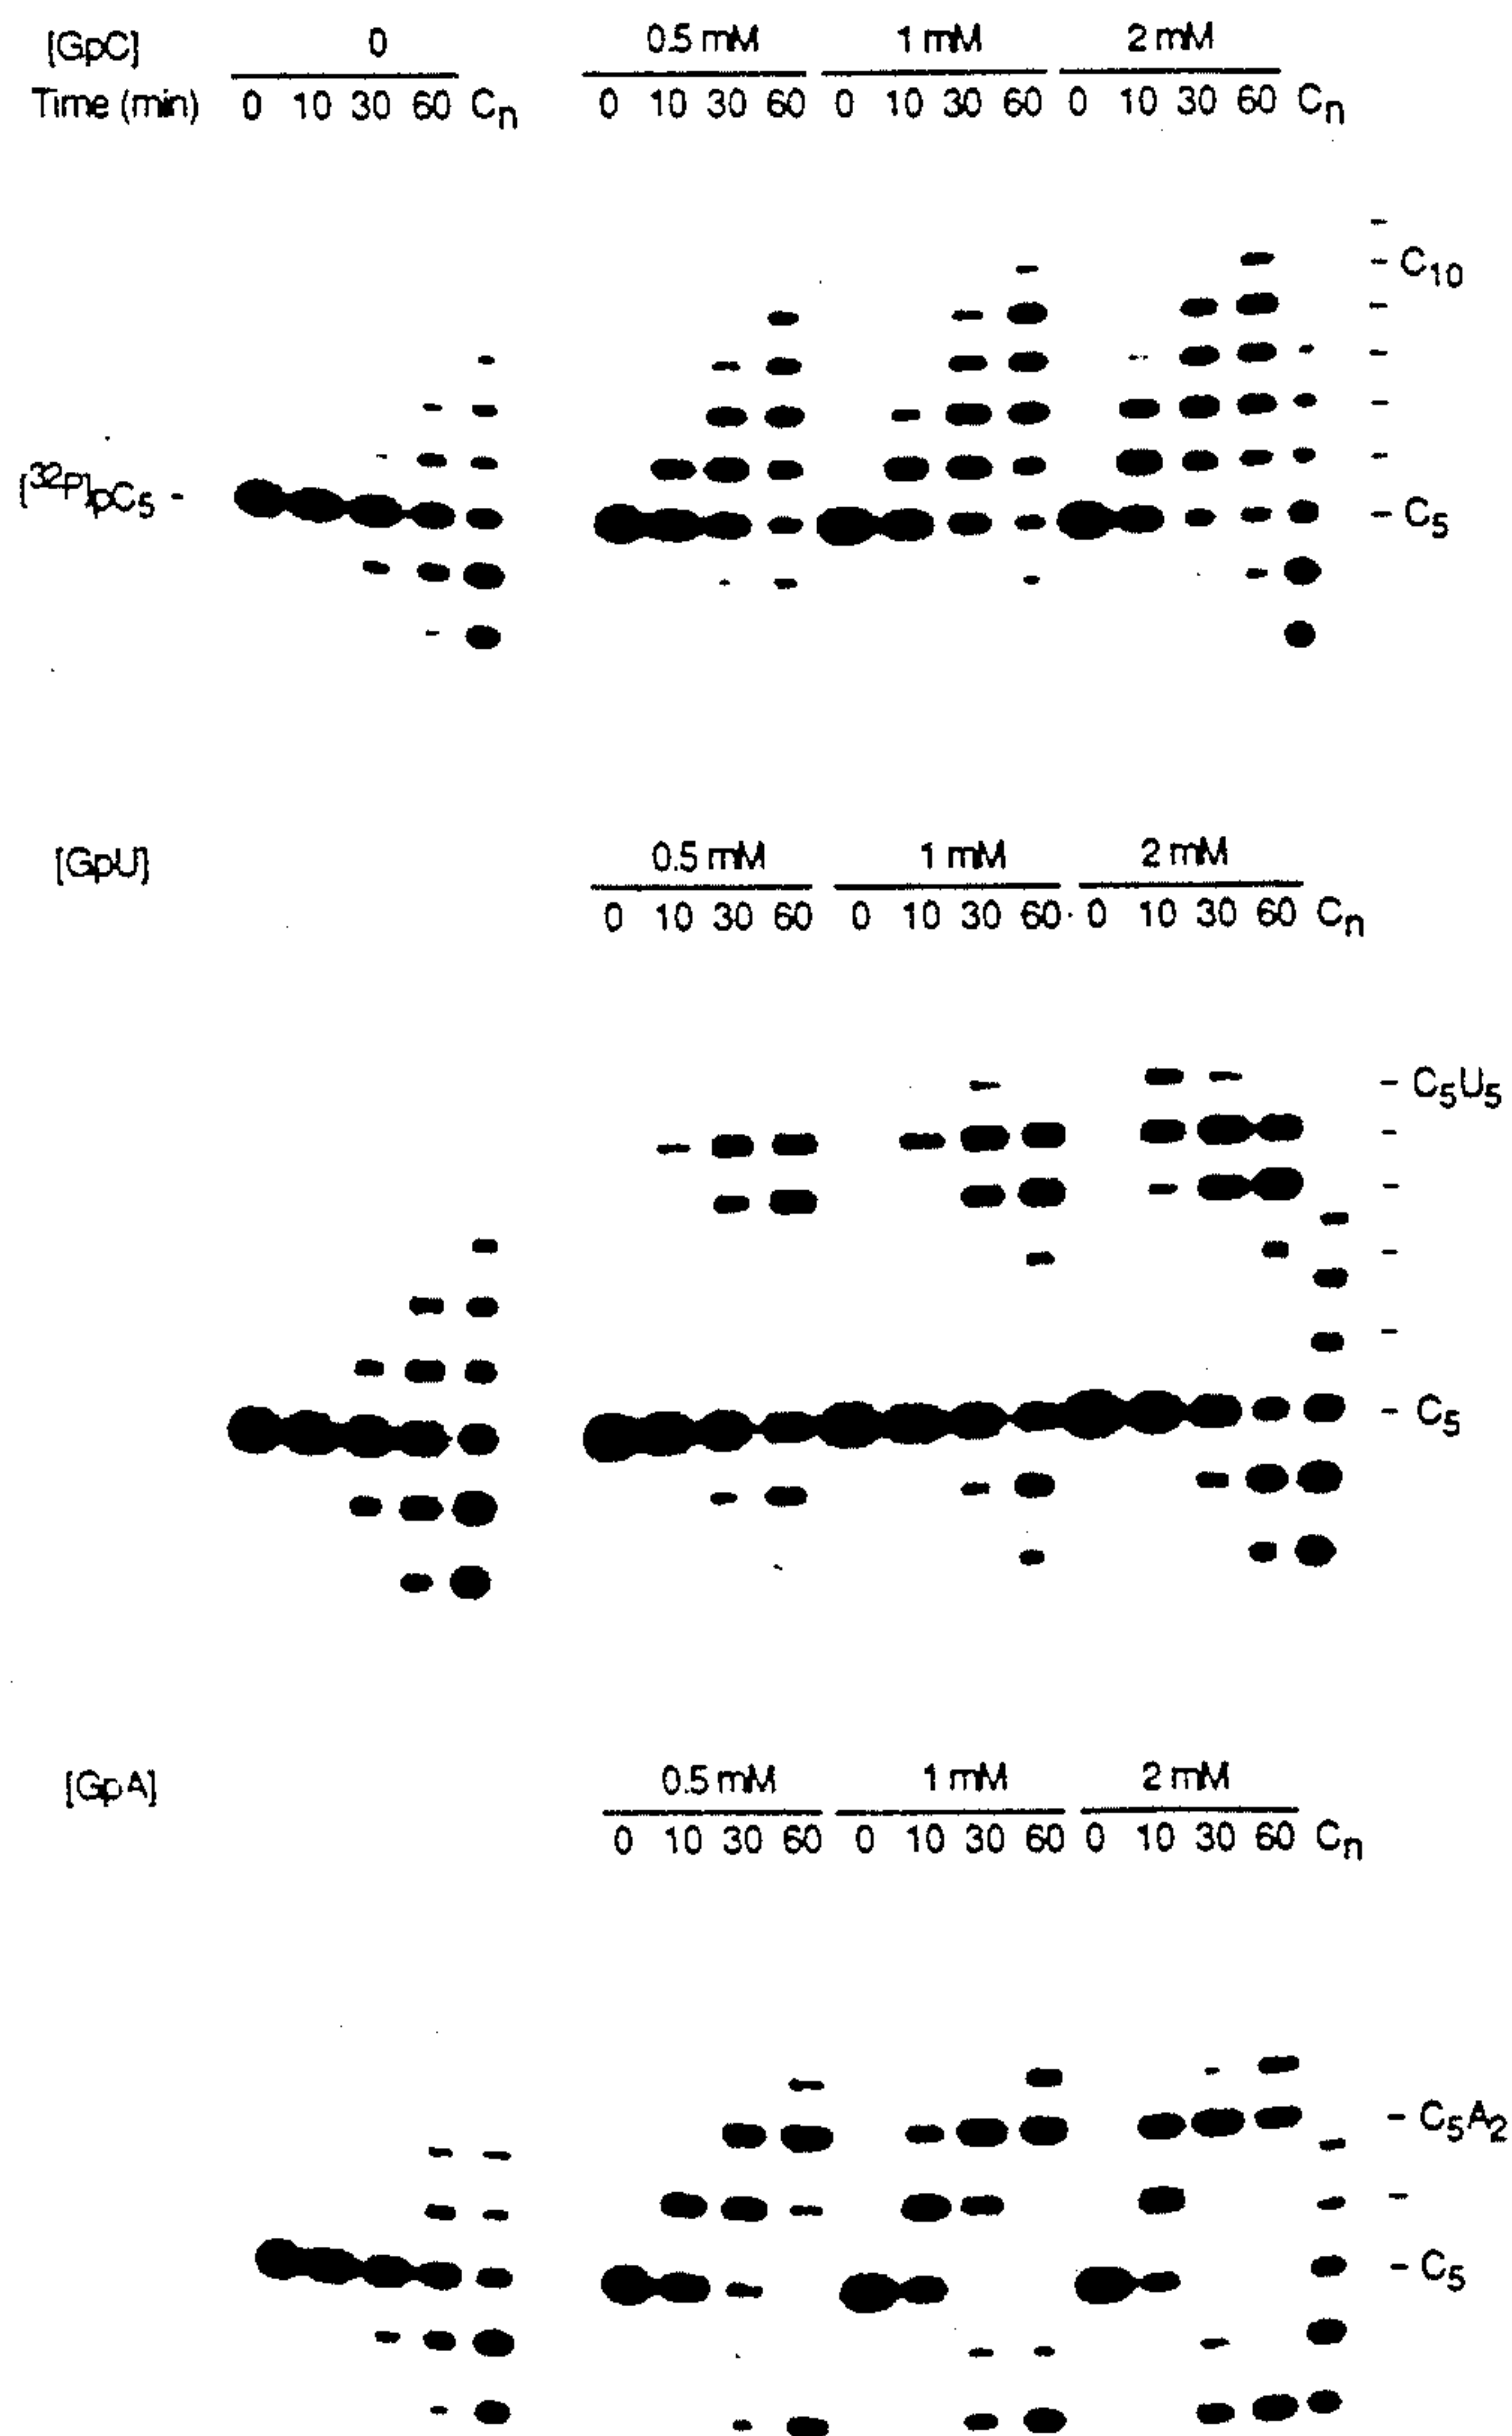 [GpC] 0 0.5 mM 1 mM 2 mM
Time (min) 0 10 30 60 Cn 0 10 30 60 0 10 30 60 0 10 30 60 Cn
- C10
[32P]pC5 -
- C5
[GpU] 0.5 mM 1 mM 2 mM
0 10 30 60 0 10 30 60 0 10 30 60 Cn
- C5U5
- C5
[GpA] 0.5 mM 1 mM 2 mM
0 10 30 60 0 10 30 60 0 10 30 60 Cn
- C5A2
- C5